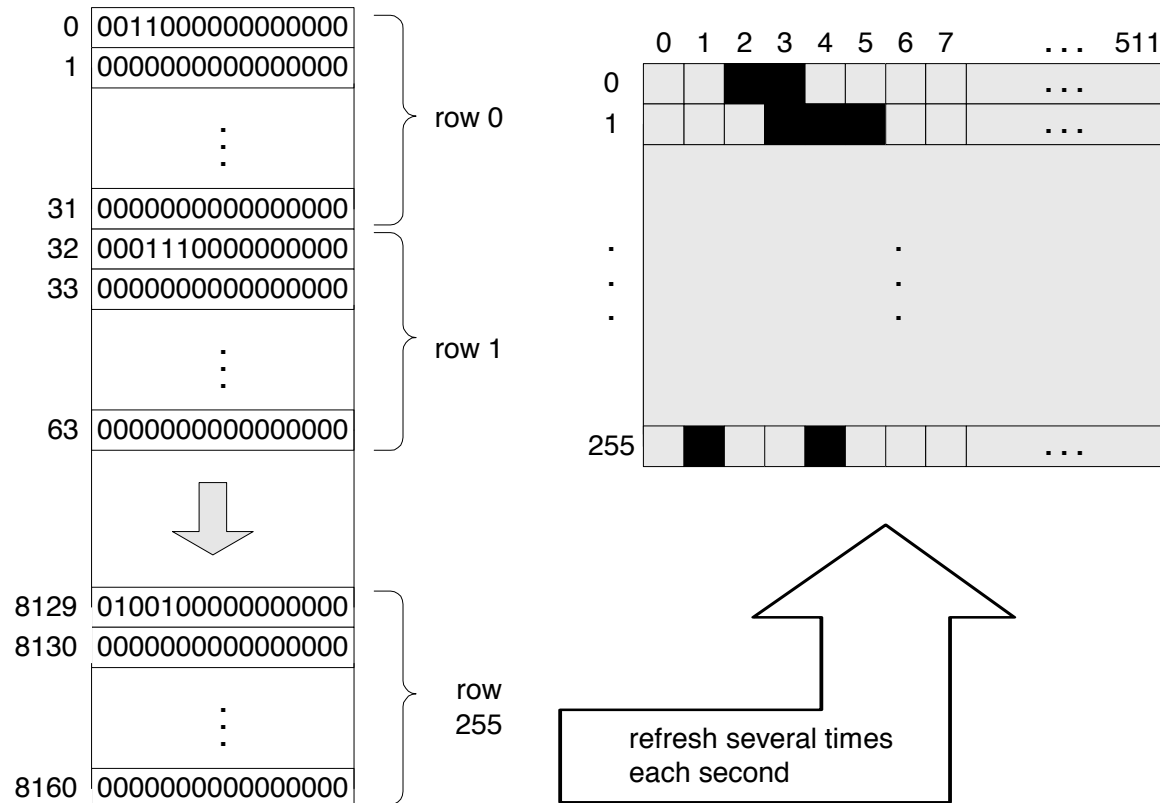 0 0011000000000000
1 0000000000000000
row 0
31 0000000000000000
32 0001110000000000
33 0000000000000000
row 1
63 0000000000000000
8129 0100100000000000
8130 0000000000000000
row
255
8160 0000000000000000
0 1 2 3 4 5 6 7 . . . 511
0 . . .
1 . . .
255 . . .
refresh several times
each second